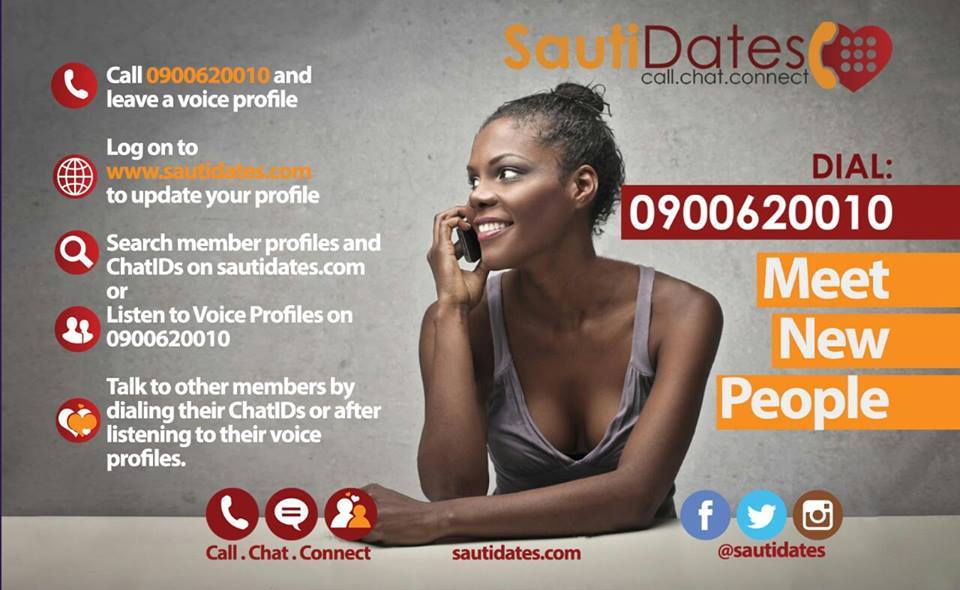 SautiDates
call.chat.connect
Call 0900620010 and
leave a voice profile
Log on to
www.sautidates.com
to update your profile
Search member profiles and
ChatIDs on sautidates.com
or
Listen to Voice Profiles on
0900620010
Talk to other members by
dialing their ChatIDs or after
listening to their voice
profiles.
DIAL:
0900620010
Meet
New
People
Call . Chat . Connect
sautidates.com
@sautidates